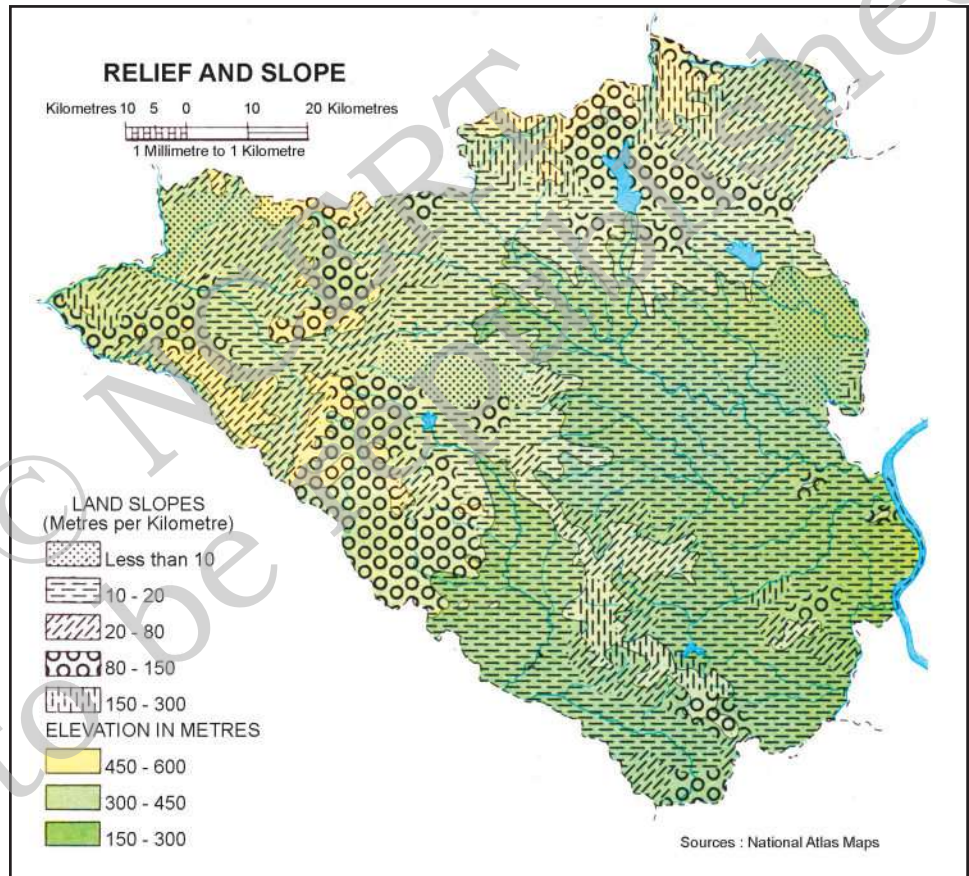 RELIEF AND SLOPE
Kilometres 10 5 0 10 20 Kilometres
1 Millimetre to 1 Kilometre
LAND SLOPES
(Metres per Kilometre)
Less than 10
10 - 20
20 - 80
80 - 150
150 - 300
ELEVATION IN METRES
450 - 600
300 - 450
150 - 300
Sources : National Atlas Maps
© NCERT
to be republished